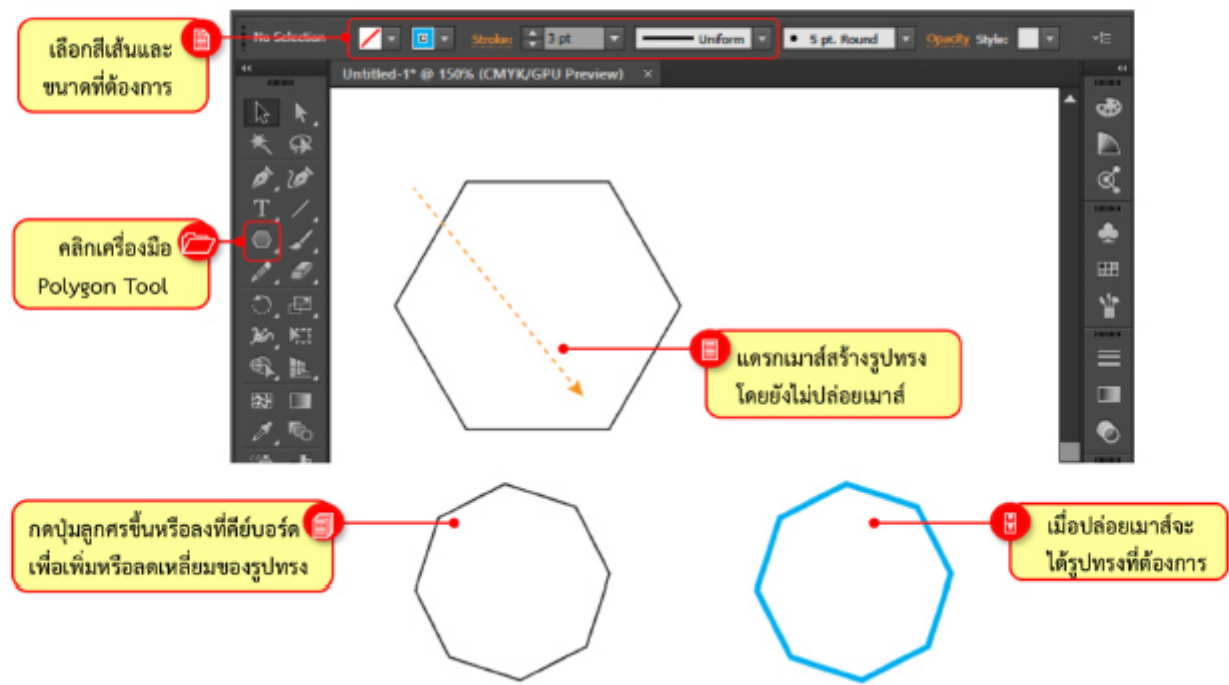 เลือกสีเส้นและ
ขนาดที่ต้องการ
No Selection
Stroke: 3 pt
Uniform
5 pt. Round
Opacity Style:
Untitled-1* @ 150% (CMYK/GPU Preview) ×
คลิกเครื่องมือ
Polygon Tool
แดรกเมาส์สร้างรูปทรง
โดยยังไม่ปล่อยเมาส์
กดปุ่มลูกศรขึ้นหรือลงที่คีย์บอร์ด
เพื่อเพิ่มหรือลดเหลี่ยมของรูปทรง
เมื่อปล่อยเมาส์จะ
ได้รูปทรงที่ต้องการ